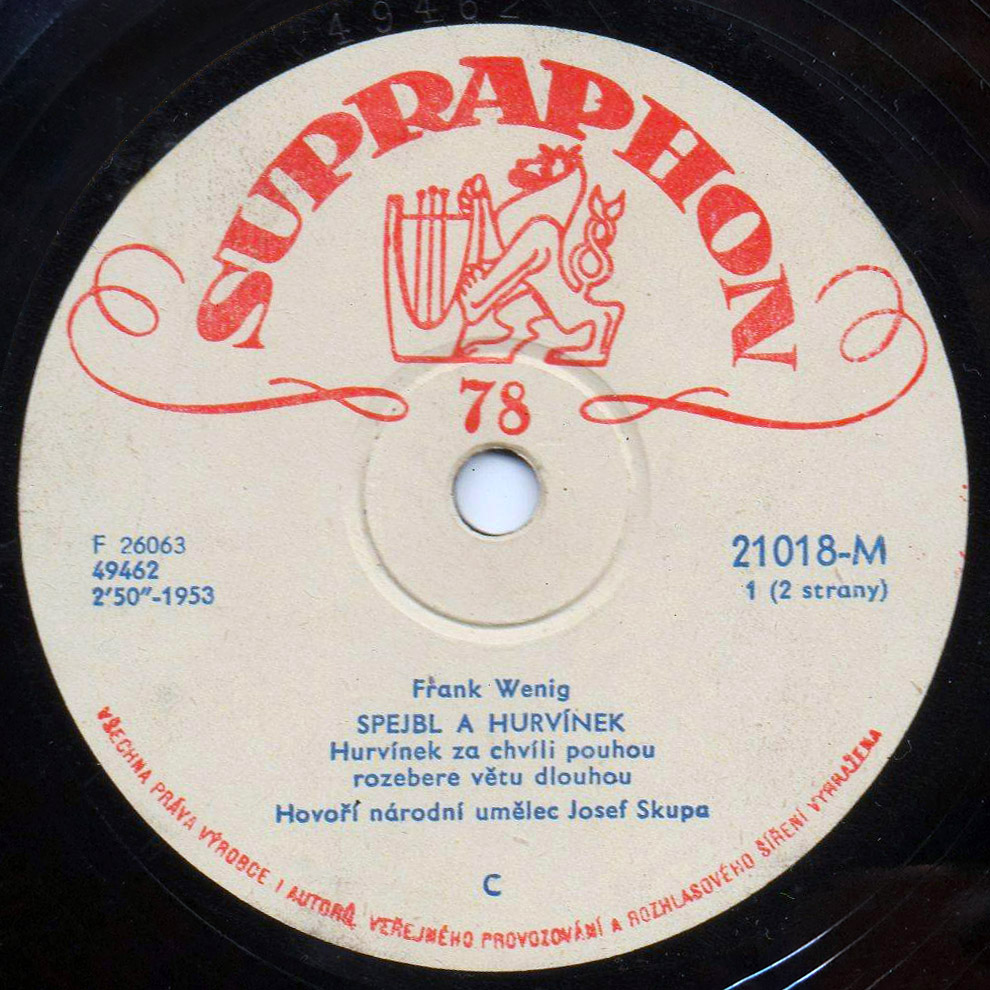 49462
SUPRAPHON
78
F 26063
49462
2'50"-1953
21018-M
1 (2 strany)
Frank Wenig
SPEJBL A HURVÍNEK
Hurvínek za chvíli pouhou
rozebere větu dlouhou
Hovoří národní umělec Josef Skupa
C
VŠECHNA PRÁVA VÝROBCE I AUTORŮ, VEŘEJNÉHO PROVOZOVÁNÍ A ROZHLASOVÉHO ŠÍŘENÍ VYHRAŽENA